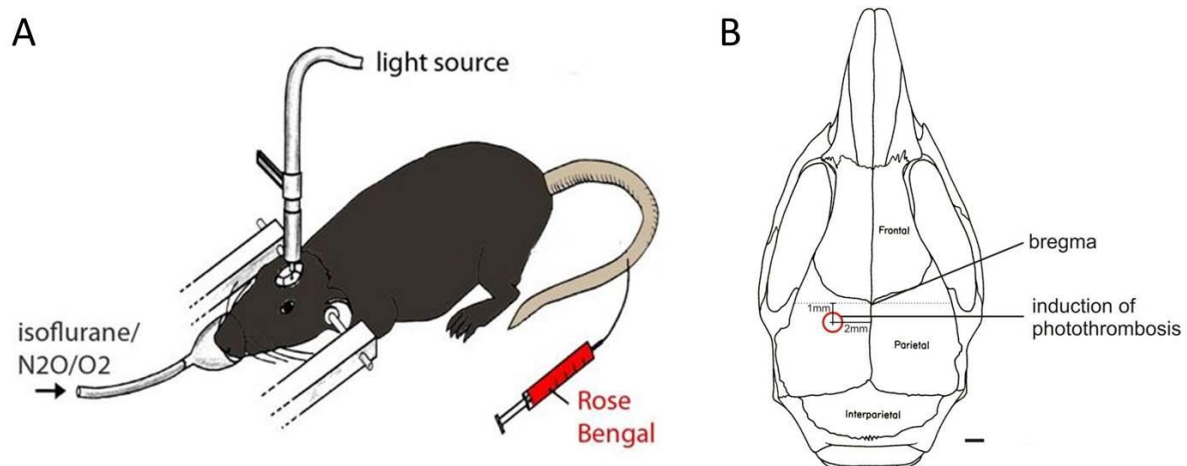 A
light source
isoflurane/
N2O/O2
Rose
Bengal
B
Frontal
bregma
1mm
2mm
induction of
photothrombosis
Parietal
Interparietal